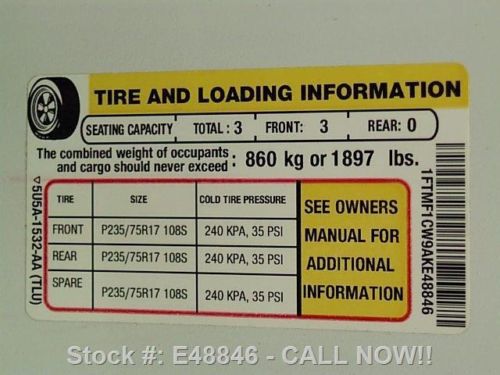 TIRE AND LOADING INFORMATION
SEATING CAPACITY TOTAL: 3 FRONT: 3 REAR: 0
The combined weight of occupants and cargo should never exceed : 860 kg or 1897 lbs.
TIRE SIZE COLD TIRE PRESSURE
FRONT P235/75R17 108S 240 KPA, 35 PSI
REAR P235/75R17 108S 240 KPA, 35 PSI
SPARE P235/75R17 108S 240 KPA, 35 PSI
SEE OWNERS
MANUAL FOR
ADDITIONAL
INFORMATION
▽5U5A-1532-AA (TLU)
1FTMF1CW9AKE48846
Stock #: E48846 - CALL NOW!!